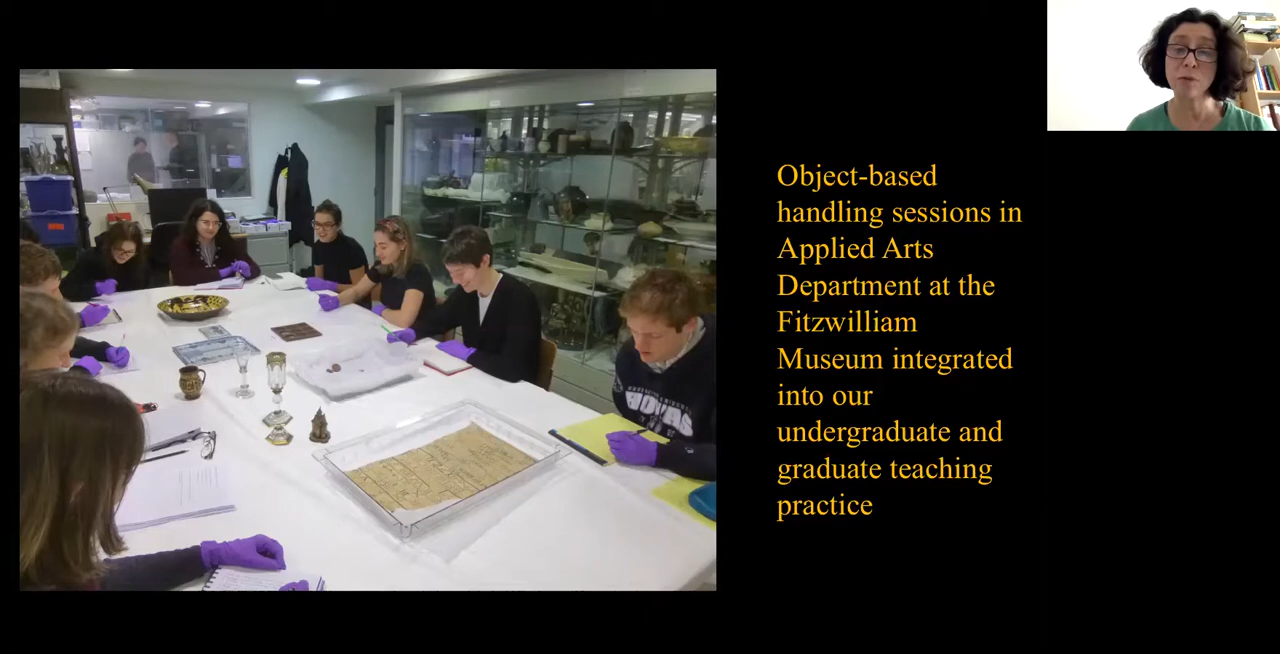 Object-based
handling sessions in
Applied Arts
Department at the
Fitzwilliam
Museum integrated
into our
undergraduate and
graduate teaching
practice
HOYAS